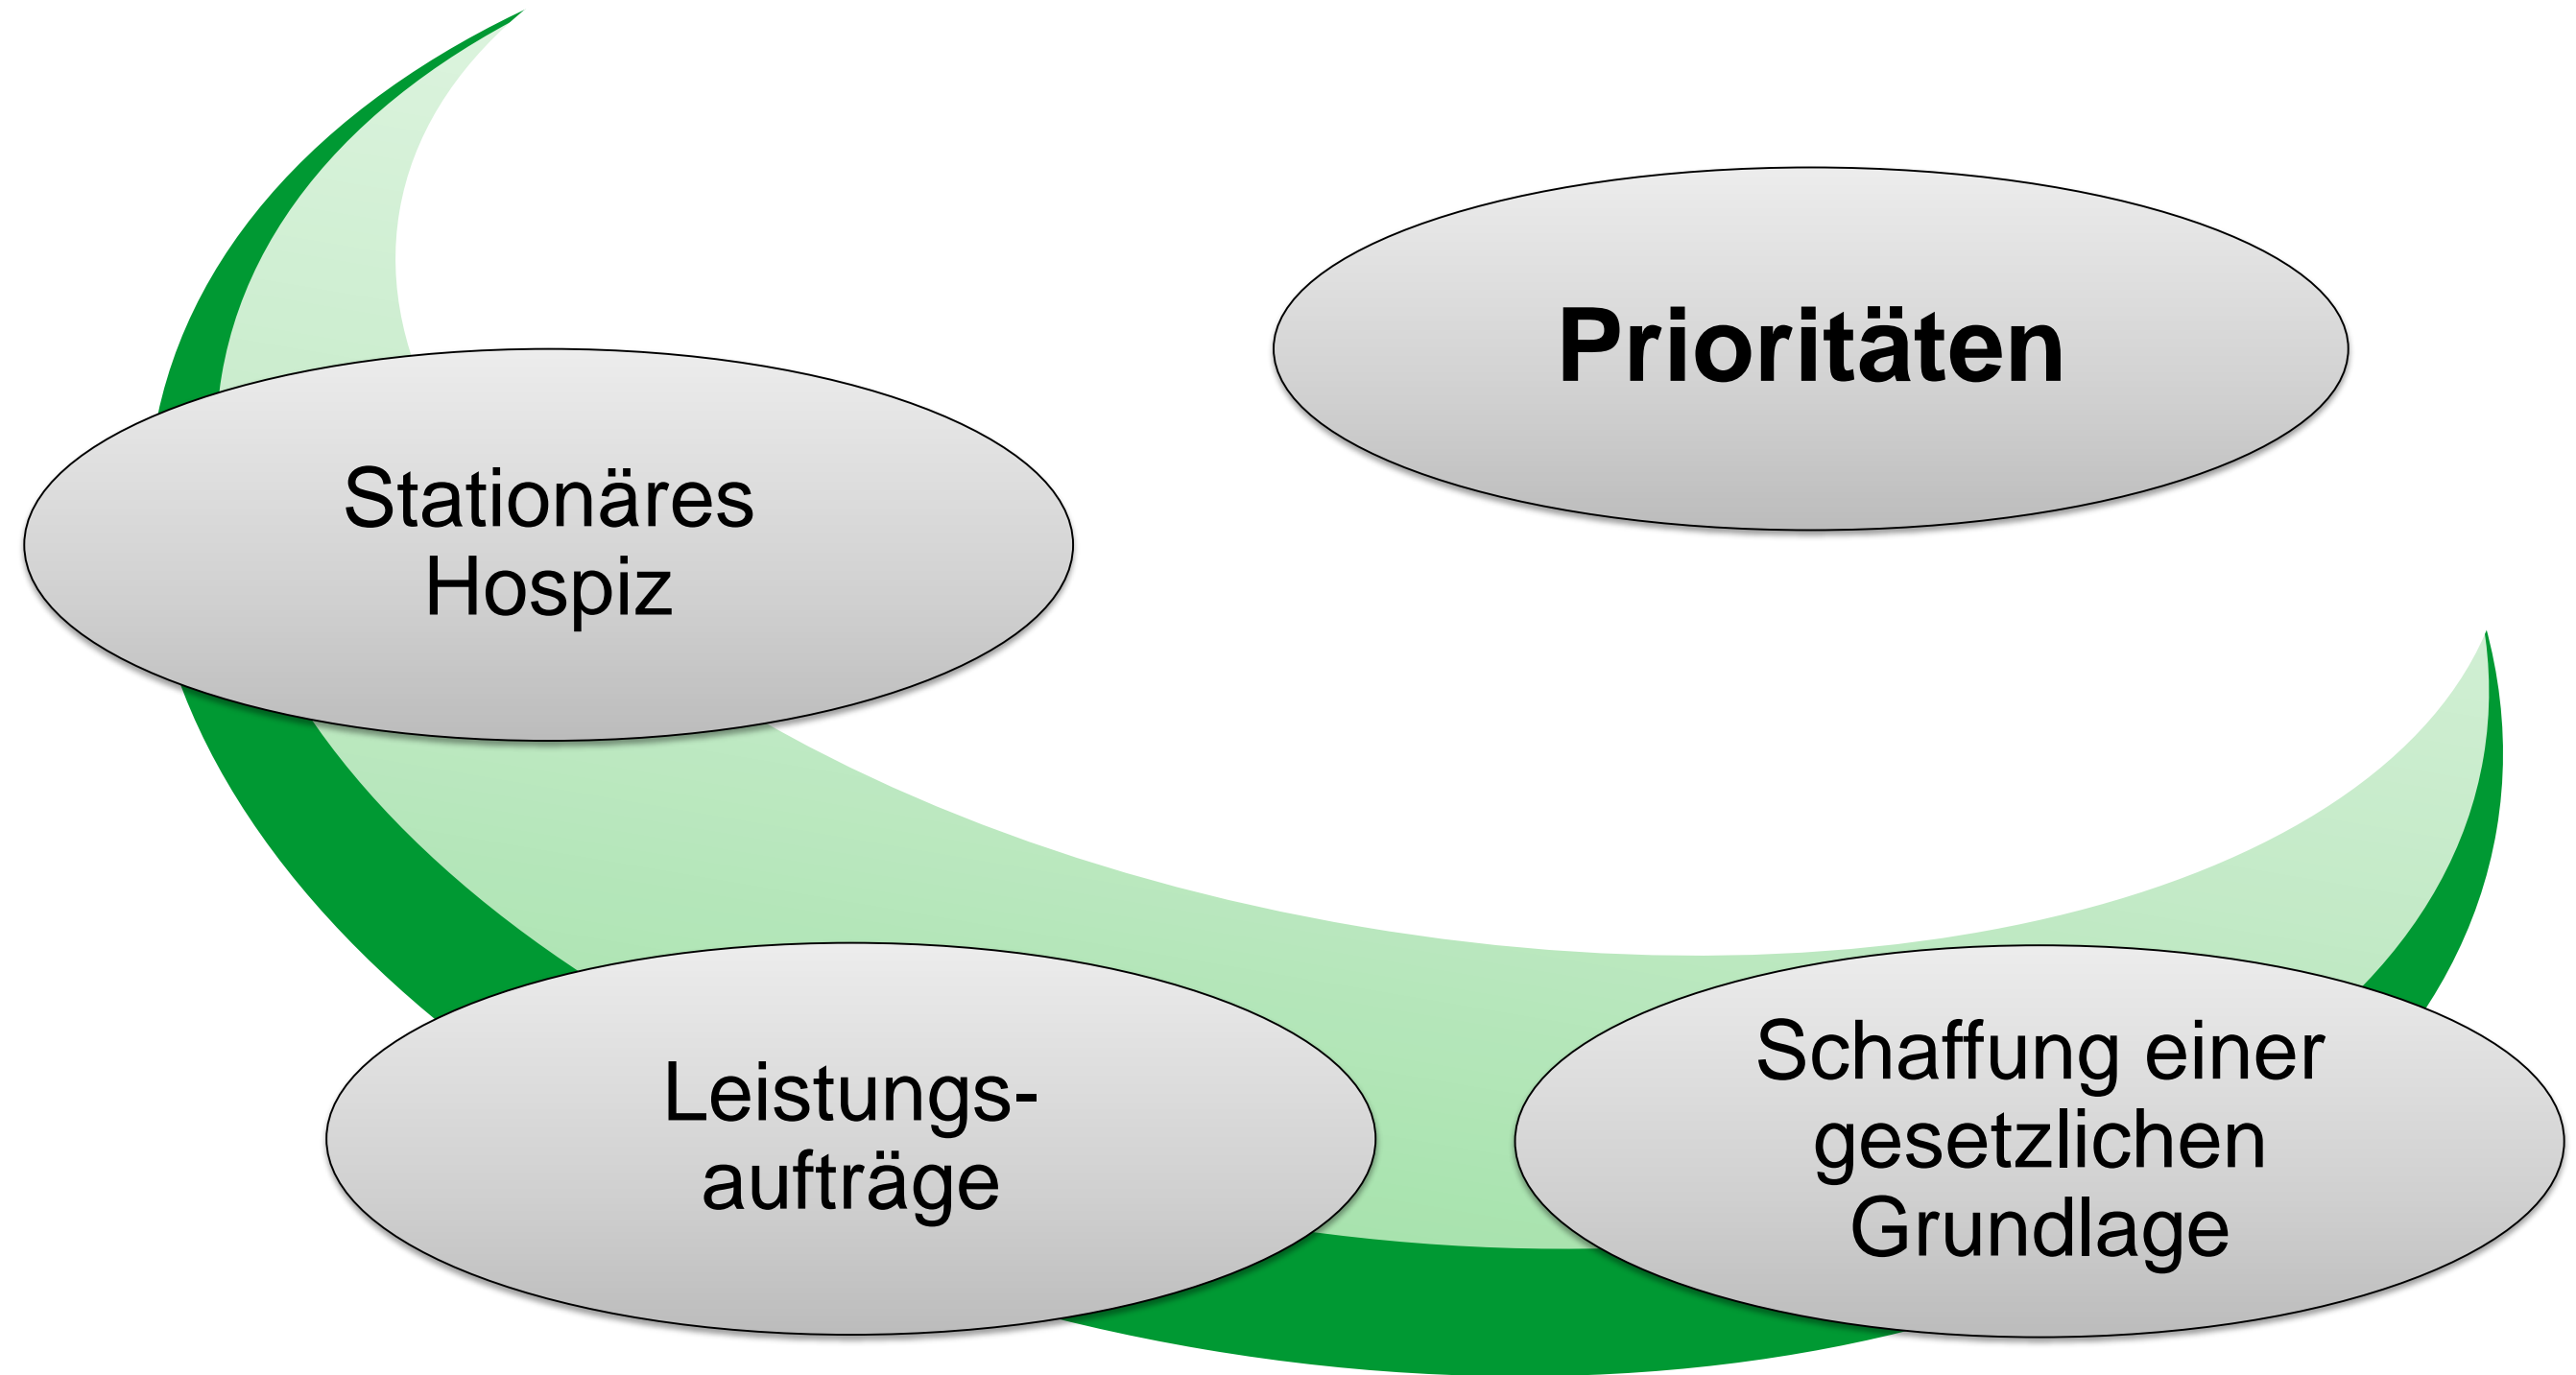 Prioritäten
Stationäres
Hospiz
Leistungs-
aufträge
Schaffung einer
gesetzlichen
Grundlage